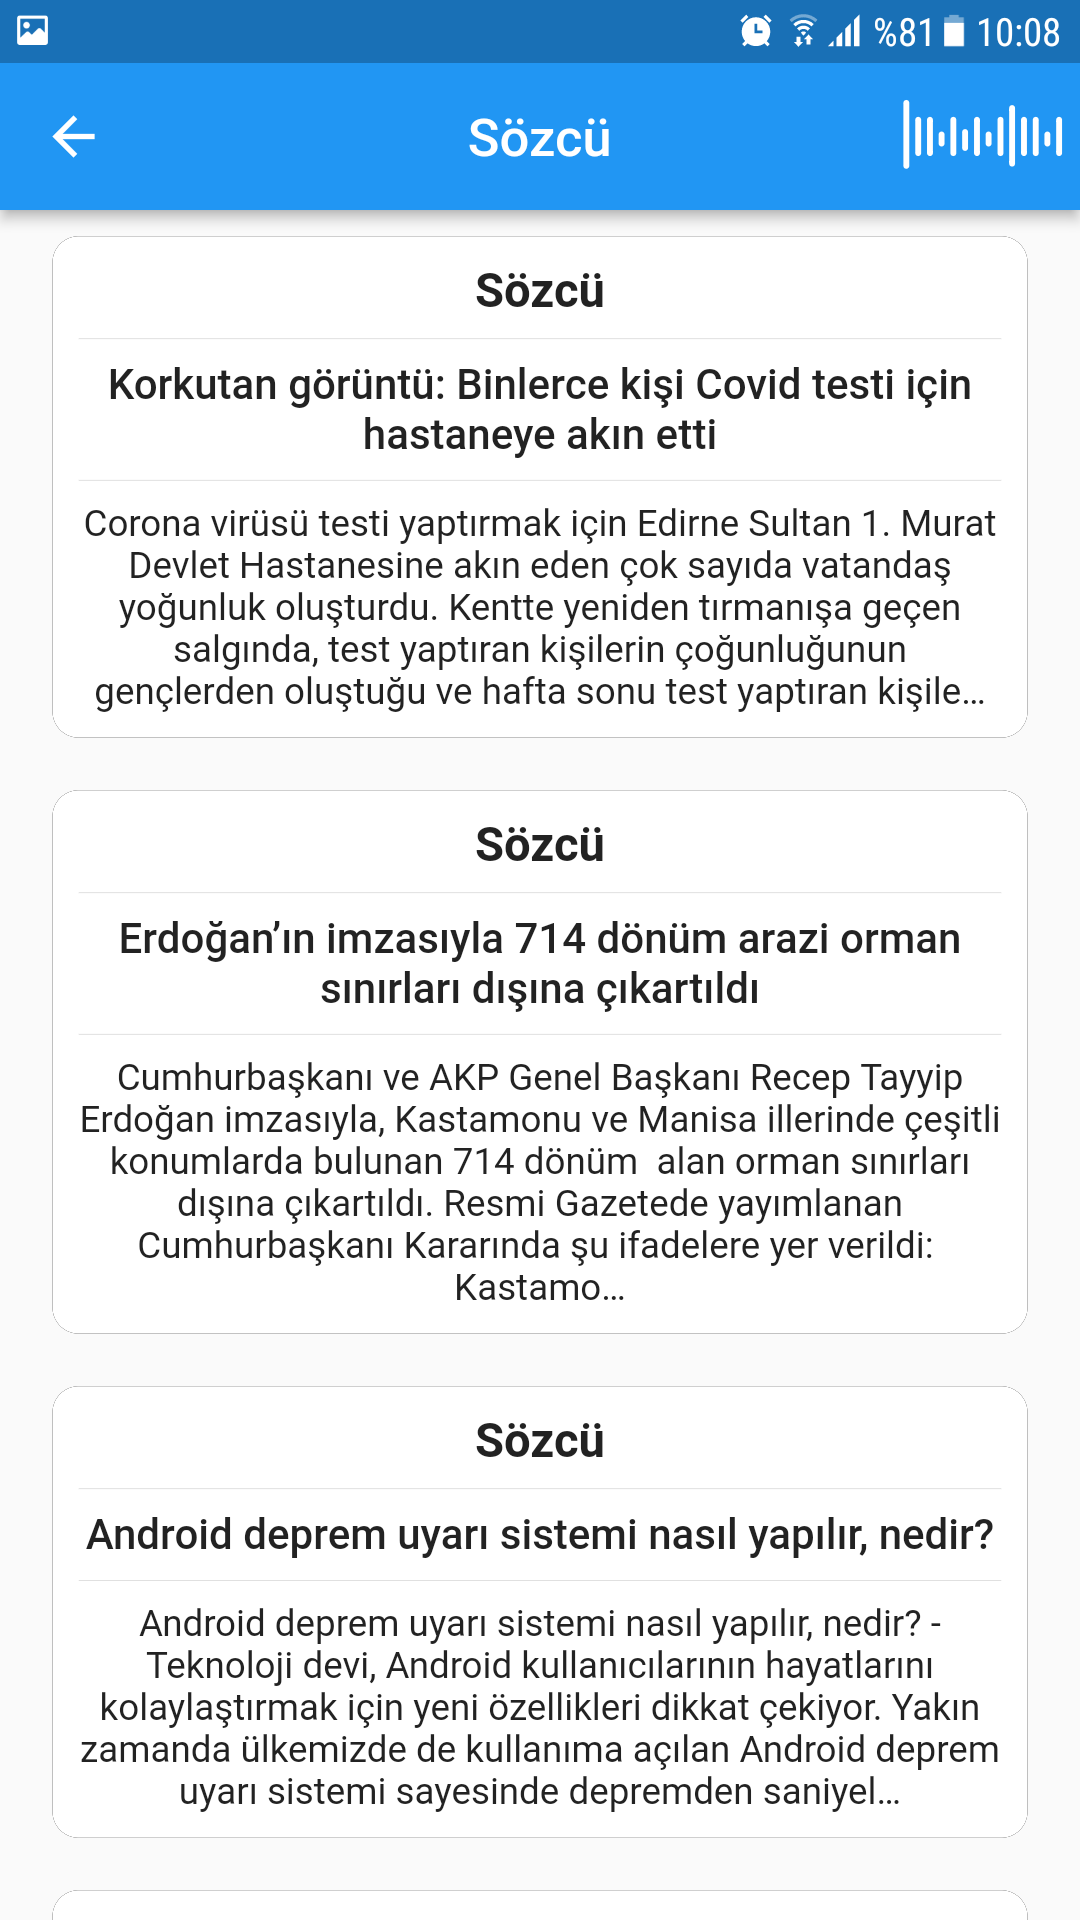 %81 10:08
Sözcü
Sözcü
Korkutan görüntü: Binlerce kişi Covid testi için
hastaneye akın etti
Corona virüsü testi yaptırmak için Edirne Sultan 1. Murat
Devlet Hastanesine akın eden çok sayıda vatandaş
yoğunluk oluşturdu. Kentte yeniden tırmanışa geçen
salgında, test yaptıran kişilerin çoğunluğunun
gençlerden oluştuğu ve hafta sonu test yaptıran kişile…
Sözcü
Erdoğan’ın imzasıyla 714 dönüm arazi orman
sınırları dışına çıkartıldı
Cumhurbaşkanı ve AKP Genel Başkanı Recep Tayyip
Erdoğan imzasıyla, Kastamonu ve Manisa illerinde çeşitli
konumlarda bulunan 714 dönüm  alan orman sınırları
dışına çıkartıldı. Resmi Gazetede yayımlanan
Cumhurbaşkanı Kararında şu ifadelere yer verildi:
Kastamo…
Sözcü
Android deprem uyarı sistemi nasıl yapılır, nedir?
Android deprem uyarı sistemi nasıl yapılır, nedir? -
Teknoloji devi, Android kullanıcılarının hayatlarını
kolaylaştırmak için yeni özellikleri dikkat çekiyor. Yakın
zamanda ülkemizde de kullanıma açılan Android deprem
uyarı sistemi sayesinde depremden saniyel…